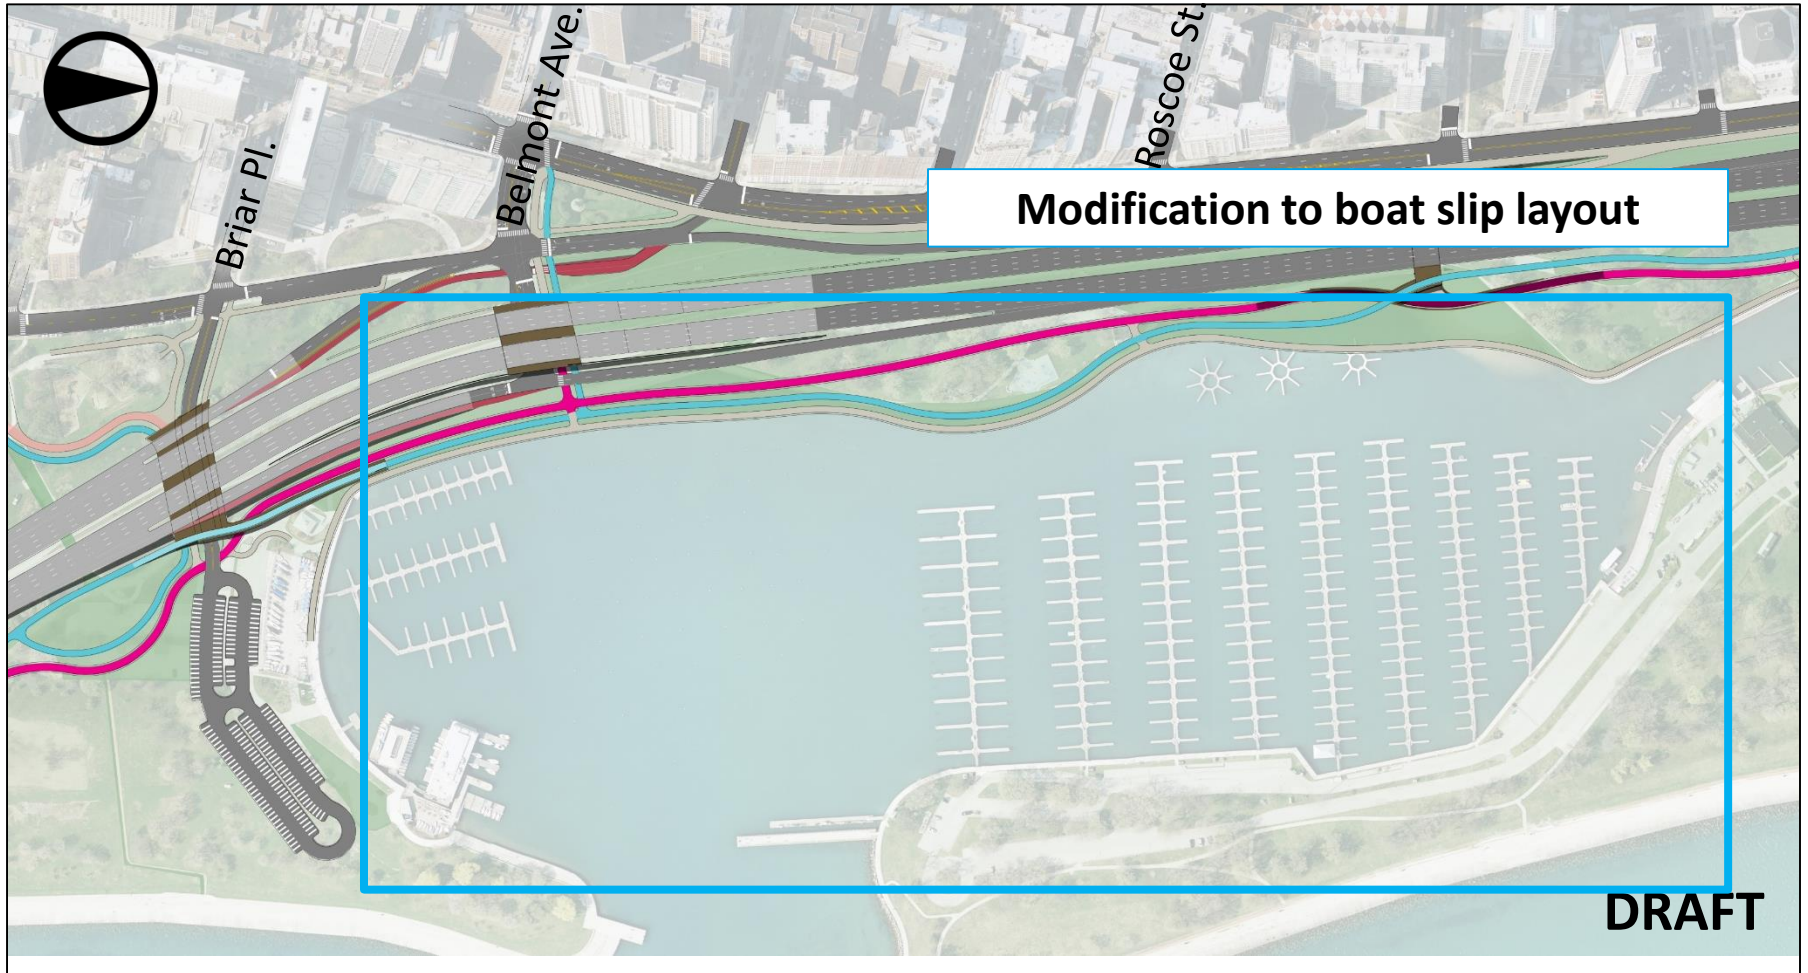 Briar Pl.
Belmont Ave.
Roscoe St.
Modification to boat slip layout
DRAFT